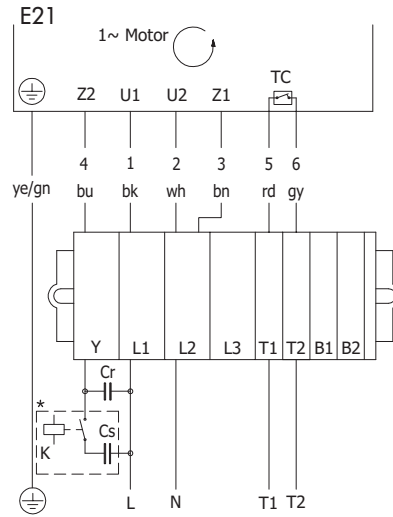 E21
1~ Motor
TC
Z2 U1 U2 Z1
4 1 2 3 5 6
ye/gn bu bk wh bn rd gy
Y L1 L2 L3 T1 T2 B1 B2
Cr
*
K Cs
L N T1 T2